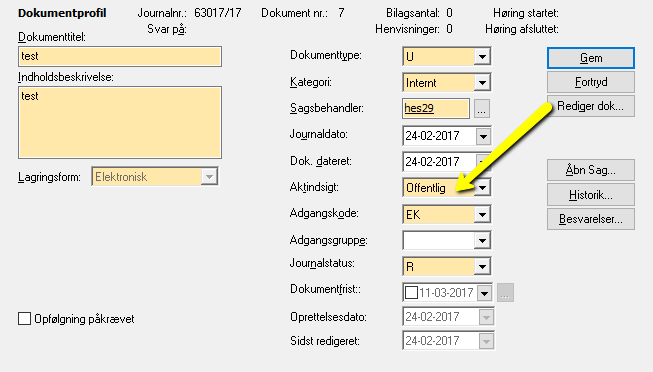 Dokumentprofil Journalnr.: 63017/17 Dokument nr.: 7 Bilagsantal: 0 Høring startet:
Svar på: Henvisninger: 0 Høring afsluttet:
Dokumenttitel:
test
Indholdsbeskrivelse:
test
Lagringsform: Elektronisk
Opfølgning påkrævet
Dokumenttype: U
Kategori: Internt
Sagsbehandler: hes29 ...
Journaldato: 24-02-2017
Dok. dateret: 24-02-2017
Aktindsigt: Offentlig
Adgangskode: EK
Adgangsgruppe:
Journalstatus: R
Dokumentfrist:: 11-03-2017 ...
Oprettelsesdato: 24-02-2017
Sidst redigeret: 24-02-2017
Gem
Fortryd
Rediger dok...
Åbn Sag...
Historik...
Besvarelser...